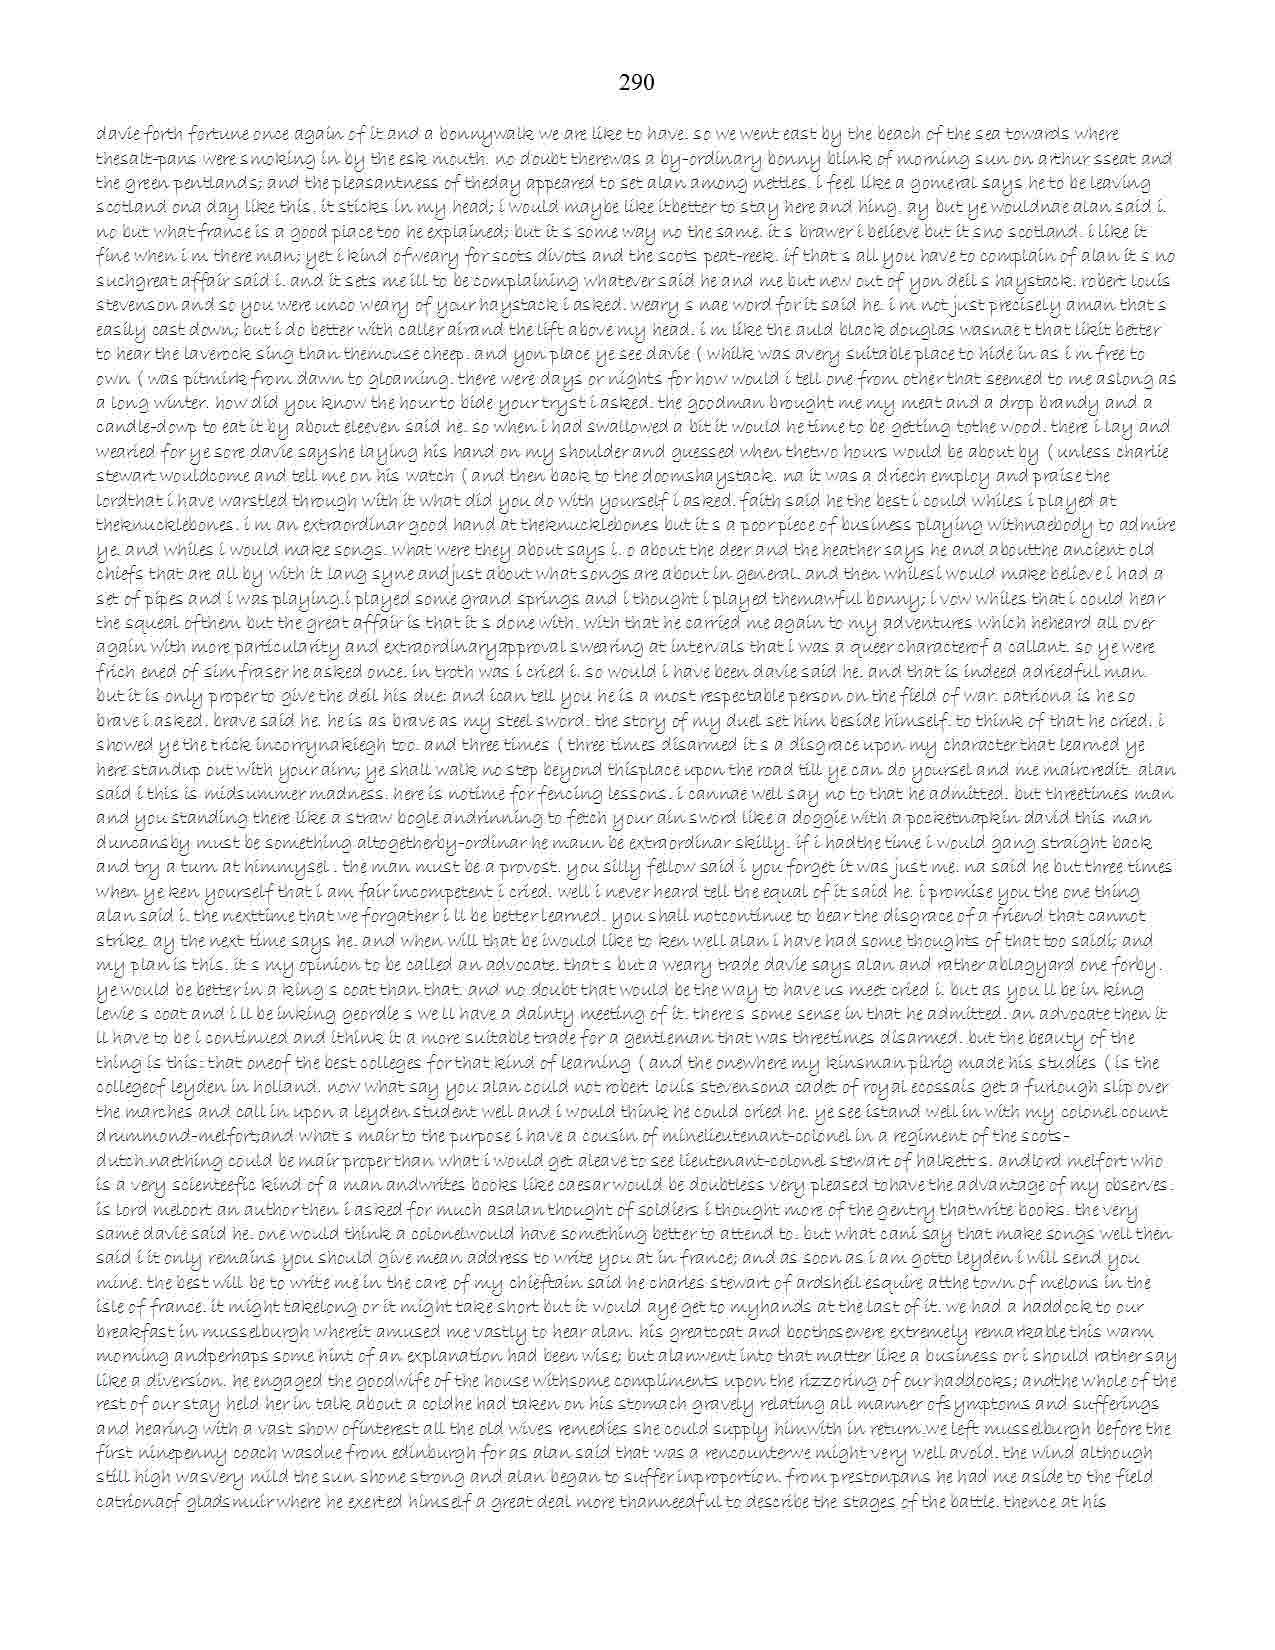 290
davie forth fortune once again of it and a bonnywalk we are like to have. so we went east by the beach of the sea towards where
thesalt-pans were smoking in by the esk mouth. no doubt therewas a by-ordinary bonny blink of morning sun on arthur sseat and
the green pentlands; and the pleasantness of theday appeared to set alan among nettles. i feel like a gomeral says he to be leaving
scotland ona day like this. it sticks in my head; i would maybe like itbetter to stay here and hing. ay but ye wouldnae alan said i.
no but what france is a good place too he explained; but it s some way no the same. it s brawer i believe but it sno scotland. i like it
fine when i m there man; yet i kind ofweary for scots divots and the scots peat-reek. if that s all you have to complain of alan it s no
suchgreat affair said i. and it sets me ill to be complaining whatever said he and me but new out of yon deil s haystack. robert louis
stevenson and so you were unco weary of your haystack i asked. weary s nae word for it said he. i m not just precisely aman that s
easily cast down; but i do better with caller airand the lift above my head. i m like the auld black douglas wasnae t that likit better
to hear the laverock sing than themouse cheep. and yon place ye see davie ( whilk was avery suitable place to hide in as i m free to
own ( was pitmirk from dawn to gloaming. there were days or nights for how would i tell one from other that seemed to me aslong as
a long winter. how did you know the hour to bide your tryst i asked. the goodman brought me my meat and a drop brandy and a
candle-dowp to eat it by about eleeven said he. so when i had swallowed a bit it would he time to be getting tothe wood. there i lay and
wearied for ye sore davie sayshe laying his hand on my shoulder and guessed when thetwo hours would be about by ( unless charlie
stewart wouldcome and tell me on his watch ( and then back to the doomshaystack. na it was a driech employ and praise the
lordthat i have warstled through with it what did you do with yourself i asked. faith said he the best i could whiles i played at
theknucklebones. i m an extraordinar good hand at theknucklebones but it s a poor piece of business playing withnaebody to admire
ye. and whiles i would make songs. what were they about says i. o about the deer and the heather says he and aboutthe ancient old
chiefs that are all by with it lang syne andjust about what songs are about in general. and then whilesi would make believe i had a
set of pipes and i was playing.i played some grand springs and i thought i played themawful bonny; i vow whiles that i could hear
the squeal ofthem but the great affair is that it s done with. with that he carried me again to my adventures which heheard all over
again with more particularity and extraordinaryapproval swearing at intervals that i was a queer characterof a callant. so ye were
frich ened of sim fraser he asked once. in troth was i cried i. so would i have been davie said he. and that is indeed adriedful man.
but it is only proper to give the deil his due: and ican tell you he is a most respectable person on the field of war. catriona is he so
brave i asked. brave said he. he is as brave as my steel sword. the story of my duel set him beside himself. to think of that he cried. i
showed ye the trick incorrynakiegh too. and three times ( three times disarmed it s a disgrace upon my character that learned ye
here standup out with your airn; ye shall walk no step beyond thisplace upon the road till ye can do yoursel and me maircredit. alan
said i this is midsummer madness. here is notime for fencing lessons. i cannae well say no to that he admitted. but threetimes man
and you standing there like a straw bogle andrinning to fetch your ain sword like a doggie with a pocketnapkin david this man
duncansby must be something altogetherby-ordinar he maun be extraordinar skilly. if i hadthe time i would gang straight back
and try a turn at himmysel . the man must be a provost. you silly fellow said i you forget it was just me. na said he but three times
when ye ken yourself that i am fair incompetent i cried. well i never heard tell the equal of it said he. i promise you the one thing
alan said i. the nexttime that we forgather i ll be better learned. you shall notcontinue to bear the disgrace of a friend that cannot
strike. ay the next time says he. and when will that be iwould like to ken well alan i have had some thoughts of that too saidi; and
my plan is this. it s my opinion to be called an advocate. that s but a weary trade davie says alan and rather ablagyard one forby.
ye would be better in a king s coat than that. and no doubt that would be the way to have us meet cried i. but as you ll be in king
lewie s coat and i ll be inking geordie s we ll have a dainty meeting of it. there s some sense in that he admitted. an advocate then it
ll have to be i continued and ithink it a more suitable trade for a gentleman that was threetimes disarmed. but the beauty of the
thing is this: that oneof the best colleges for that kind of learning ( and the onewhere my kinsman pilrig made his studies ( is the
collegeof leyden in holland. now what say you alan could not robert louis stevensona cadet of royal ecossais get a furlough slip over
the marches and call in upon a leyden student well and i would think he could cried he. ye see istand well in with my colonel count
drummond-melfort;and what s mair to the purpose i have a cousin of minelieutenant-colonel in a regiment of the scots-
dutch.naething could be mair proper than what i would get aleave to see lieutenant-colonel stewart of halkett s. andlord melfort who
is a very scienteefic kind of a man andwrites books like caesar would be doubtless very pleased tohave the advantage of my observes.
is lord meloort an author then i asked for much asalan thought of soldiers i thought more of the gentry thatwrite books. the very
same davie said he. one would think a colonelwould have something better to attend to. but what cani say that make songs well then
said i it only remains you should give mean address to write you at in france; and as soon as i am gotto leyden i will send you
mine. the best will be to write me in the care of my chieftain said he charles stewart of ardsheil esquire atthe town of melons in the
isle of france. it might takelong or it might take short but it would aye get to myhands at the last of it. we had a haddock to our
breakfast in musselburgh whereit amused me vastly to hear alan. his greatcoat and boothosewere extremely remarkable this warm
morning andperhaps some hint of an explanation had been wise; but alanwent into that matter like a business or i should rather say
like a diversion. he engaged the goodwife of the house withsome compliments upon the rizzoring of our haddocks; andthe whole of the
rest of our stay held her in talk about a coldhe had taken on his stomach gravely relating all manner ofsymptoms and sufferings
and hearing with a vast show ofinterest all the old wives remedies she could supply himwith in return.we left musselburgh before the
first ninepenny coach wasdue from edinburgh for as alan said that was a rencounterwe might very well avoid. the wind although
still high wasvery mild the sun shone strong and alan began to suffer inproportion. from prestonpans he had me aside to the field
catrionaof gladsmuir where he exerted himself a great deal more thanneedful to describe the stages of the battle. thence at his